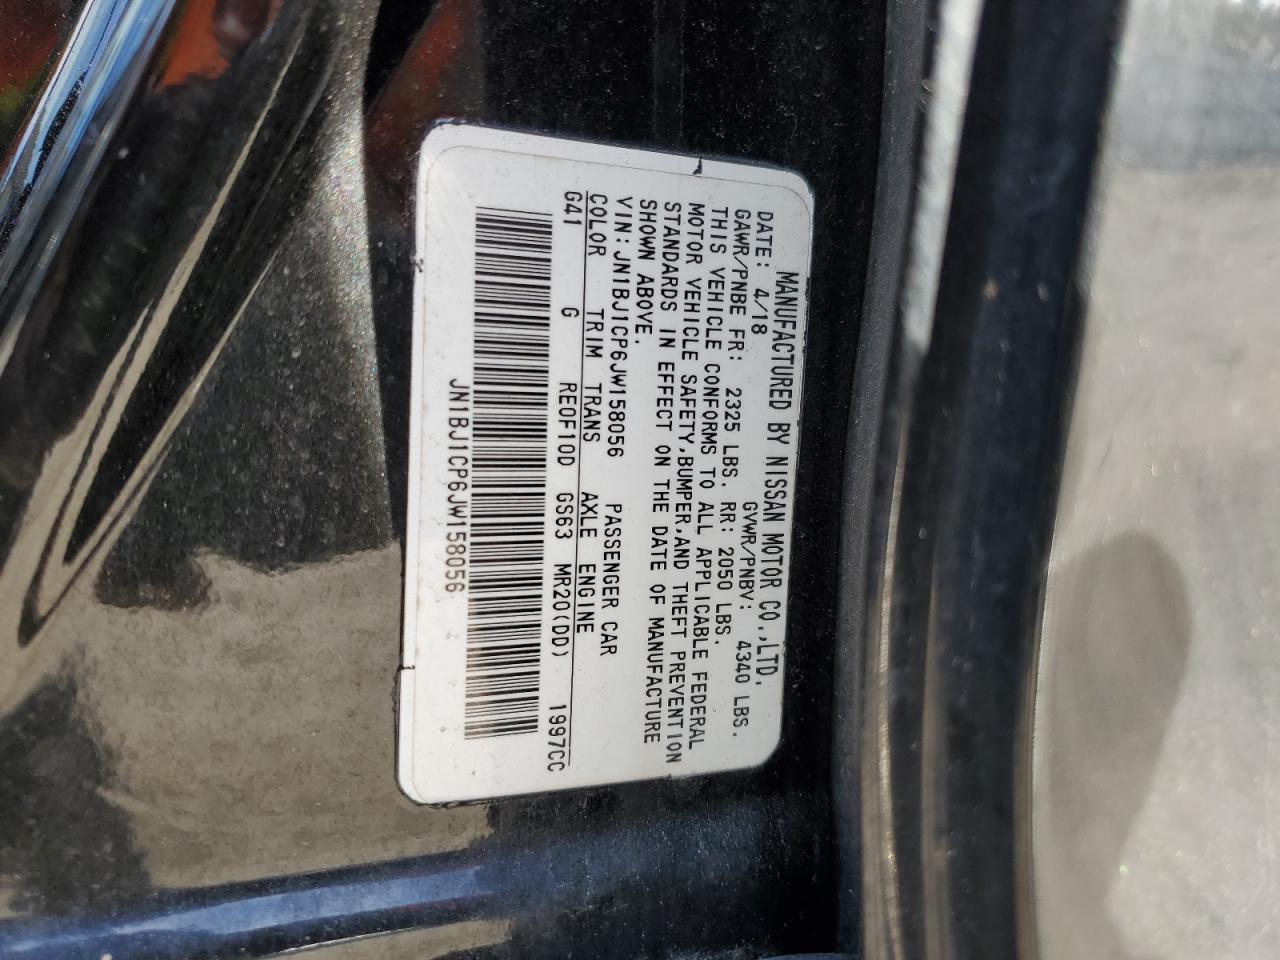 MANUFACTURED BY NISSAN MOTOR CO.,LTD.
DATE: 4/18 GVWR/PNBV: 4340 LBS.
GAWR/PNBE FR: 2325 LBS. RR: 2050 LBS.
THIS VEHICLE CONFORMS TO ALL APPLICABLE FEDERAL
MOTOR VEHICLE SAFETY,BUMPER,AND THEFT PREVENTION
STANDARDS IN EFFECT ON THE DATE OF MANUFACTURE
SHOWN ABOVE.
VIN:JN1BJ1CP6JW158056 PASSENGER CAR
COLOR TRIM TRANS AXLE ENGINE
G41 G RE0F10D GS63 MR20(DD) 1997CC
JN1BJ1CP6JW158056